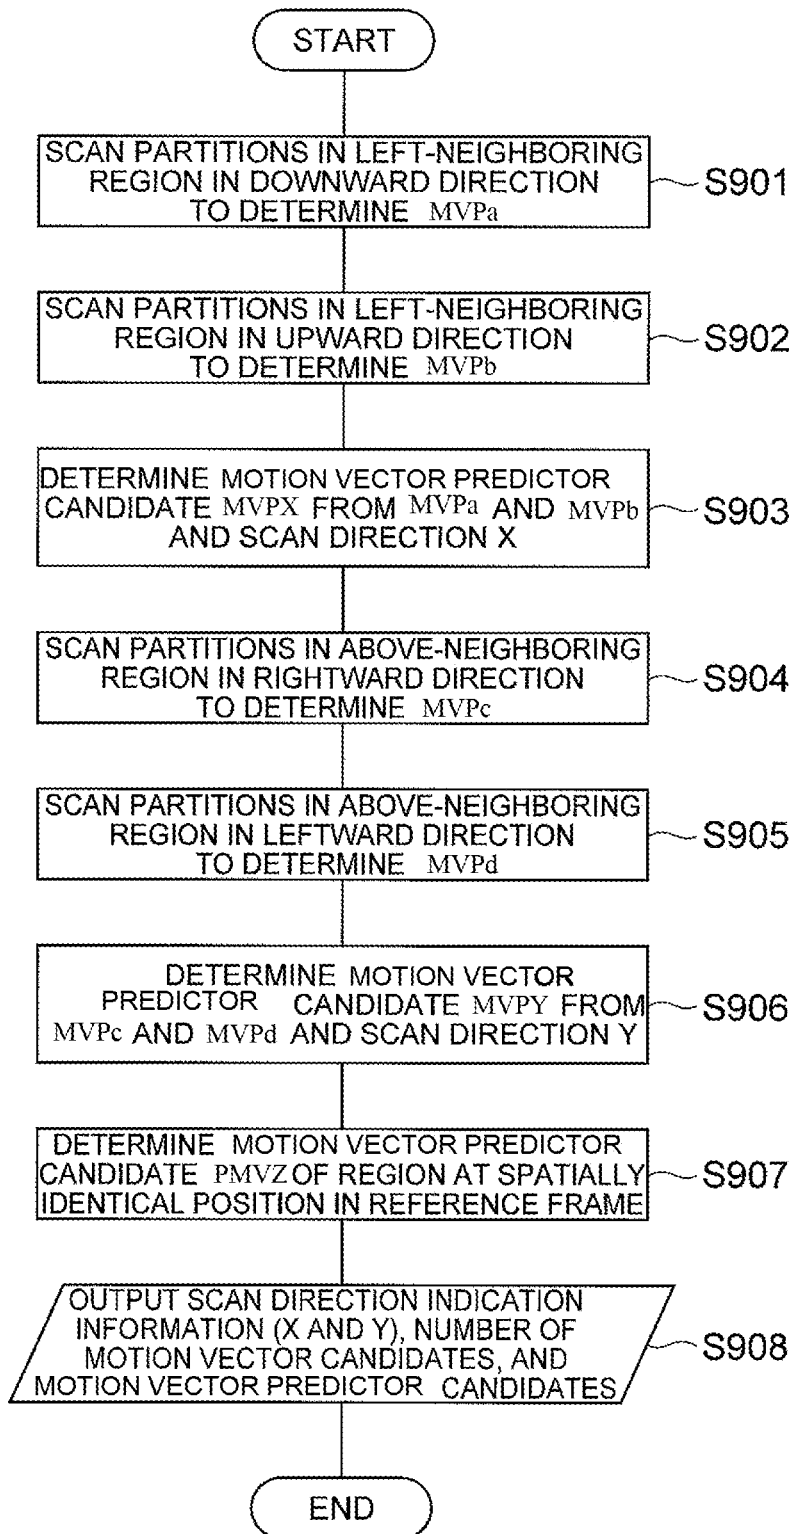 START
SCAN PARTITIONS IN LEFT-NEIGHBORING
REGION IN DOWNWARD DIRECTION
TO DETERMINE MVPa
S901
SCAN PARTITIONS IN LEFT-NEIGHBORING
REGION IN UPWARD DIRECTION
TO DETERMINE MVPb
S902
DETERMINE MOTION VECTOR PREDICTOR
CANDIDATE MVPX FROM MVPa AND MVPb
AND SCAN DIRECTION X
S903
SCAN PARTITIONS IN ABOVE-NEIGHBORING
REGION IN RIGHTWARD DIRECTION
TO DETERMINE MVPc
S904
SCAN PARTITIONS IN ABOVE-NEIGHBORING
REGION IN LEFTWARD DIRECTION
TO DETERMINE MVPd
S905
DETERMINE MOTION VECTOR
PREDICTOR CANDIDATE MVPY FROM
MVPc AND MVPd AND SCAN DIRECTION Y
S906
DETERMINE MOTION VECTOR PREDICTOR
CANDIDATE PMVZ OF REGION AT SPATIALLY
IDENTICAL POSITION IN REFERENCE FRAME
S907
OUTPUT SCAN DIRECTION INDICATION
INFORMATION (X AND Y), NUMBER OF
MOTION VECTOR CANDIDATES, AND
MOTION VECTOR PREDICTOR CANDIDATES
S908
END